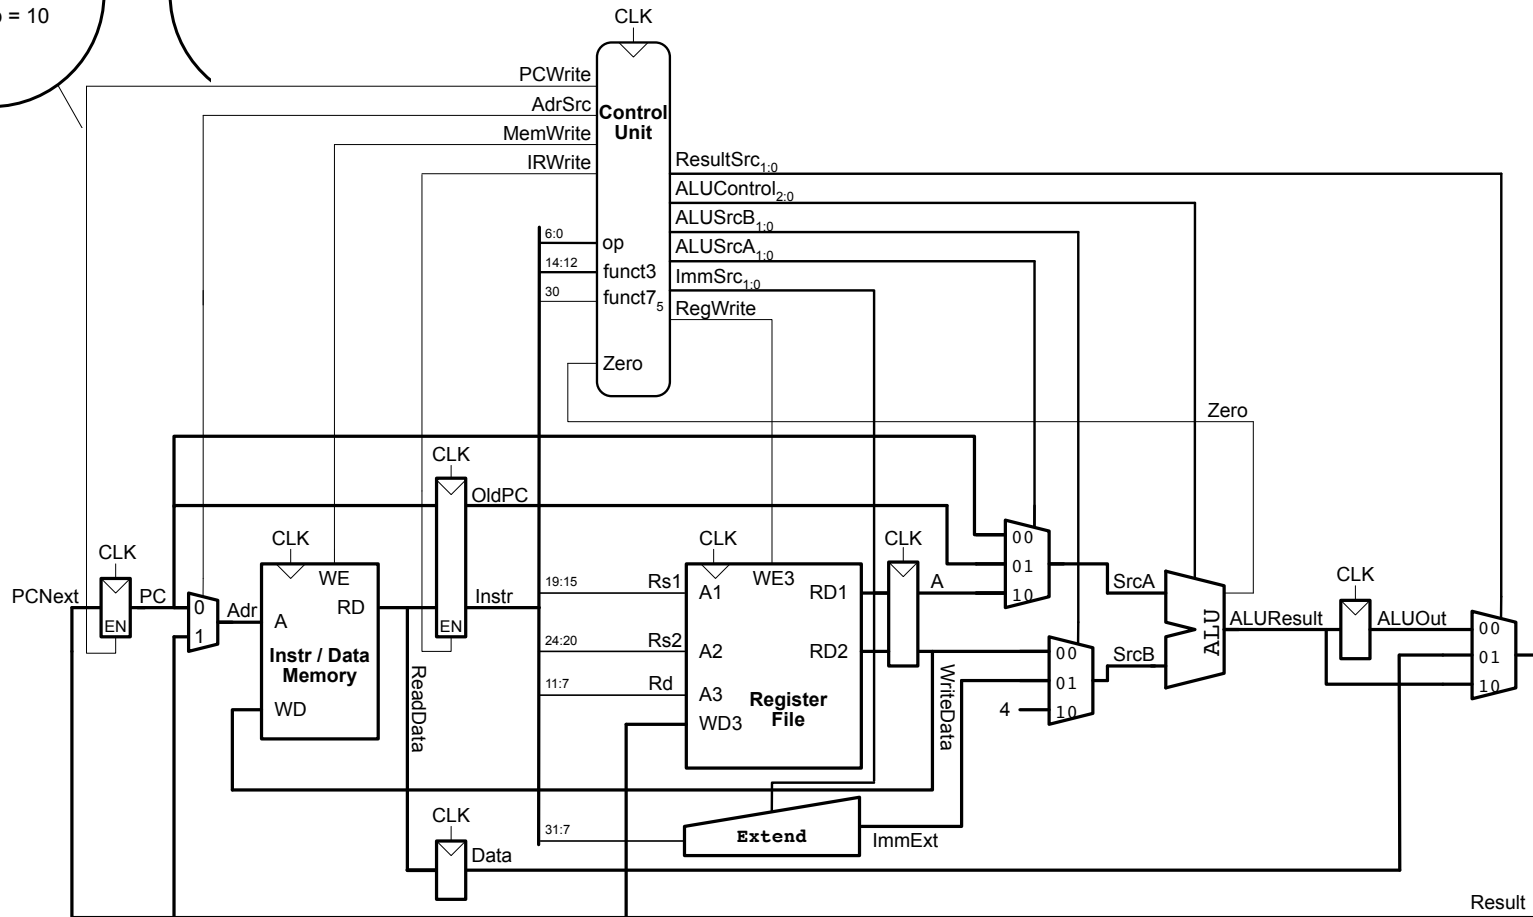 = 10
CLK
PCWrite
AdrSrc
MemWrite
IRWrite
Control
Unit
ResultSrc1:0
ALUControl2:0
ALUSrcB1:0
ALUSrcA1:0
ImmSrc1:0
RegWrite
6:0
op
14:12
funct3
30
funct75
Zero
Zero
CLK
OldPC
CLK
CLK
CLK
CLK
CLK
PCNext
PC
EN
0
1
Adr
WE
A
RD
Instr / Data
Memory
WD
EN
Instr
ReadData
19:15
Rs1
A1
WE3
RD1
A
24:20
Rs2
A2
RD2
11:7
Rd
A3
WD3
Register
File
WriteData
00
01
10
SrcA
00
01
10
4
SrcB
ALU
ALUResult
ALUOut
00
01
10
31:7
Extend
ImmExt
CLK
Data
Result